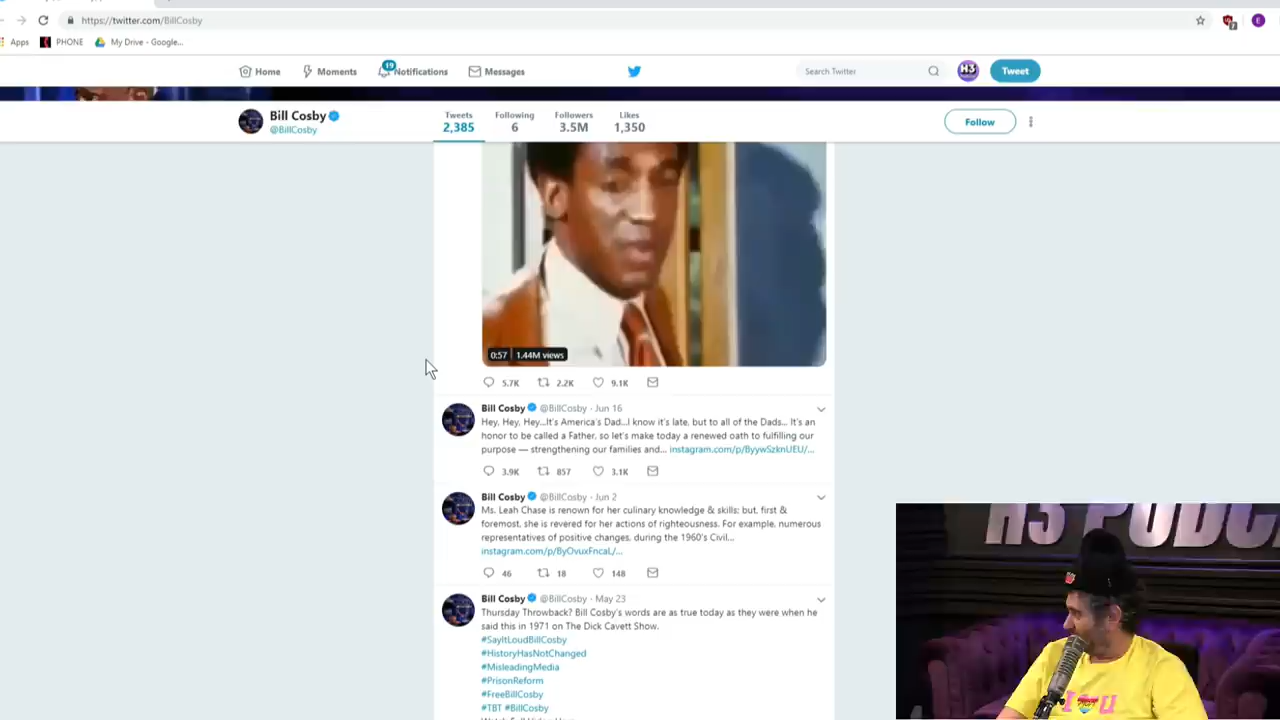 https://twitter.com/BillCosby
Apps
PHONE
My Drive - Google...
Home
Moments
19
Notifications
Messages
Search Twitter
H3
Tweet
Bill Cosby
@BillCosby
Tweets
2,385
Following
6
Followers
3.5M
Likes
1,350
Follow
0:57 1.44M views
5.7K 2.2K 9.1K
Bill Cosby @BillCosby · Jun 16
Hey, Hey, Hey...It's America's Dad...I know it's late, but to all of the Dads... It's an
honor to be called a Father, so let's make today a renewed oath to fulfilling our
purpose — strengthening our families and... instagram.com/p/ByywSzknUEU/...
3.9K 857 3.1K
Bill Cosby @BillCosby · Jun 2
Ms. Leah Chase is renown for her culinary knowledge & skills; but, first &
foremost, she is revered for her actions of righteousness. For example, numerous
representatives of positive changes, during the 1960's Civil...
instagram.com/p/ByOvuxFncaL/...
46 18 148
Bill Cosby @BillCosby · May 23
Thursday Throwback? Bill Cosby's words are as true today as they were when he
said this in 1971 on The Dick Cavett Show.
#SayItLoudBillCosby
#HistoryHasNotChanged
#MisleadingMedia
#PrisonReform
#FreeBillCosby
#TBT #BillCosby
H3 PODC
I u